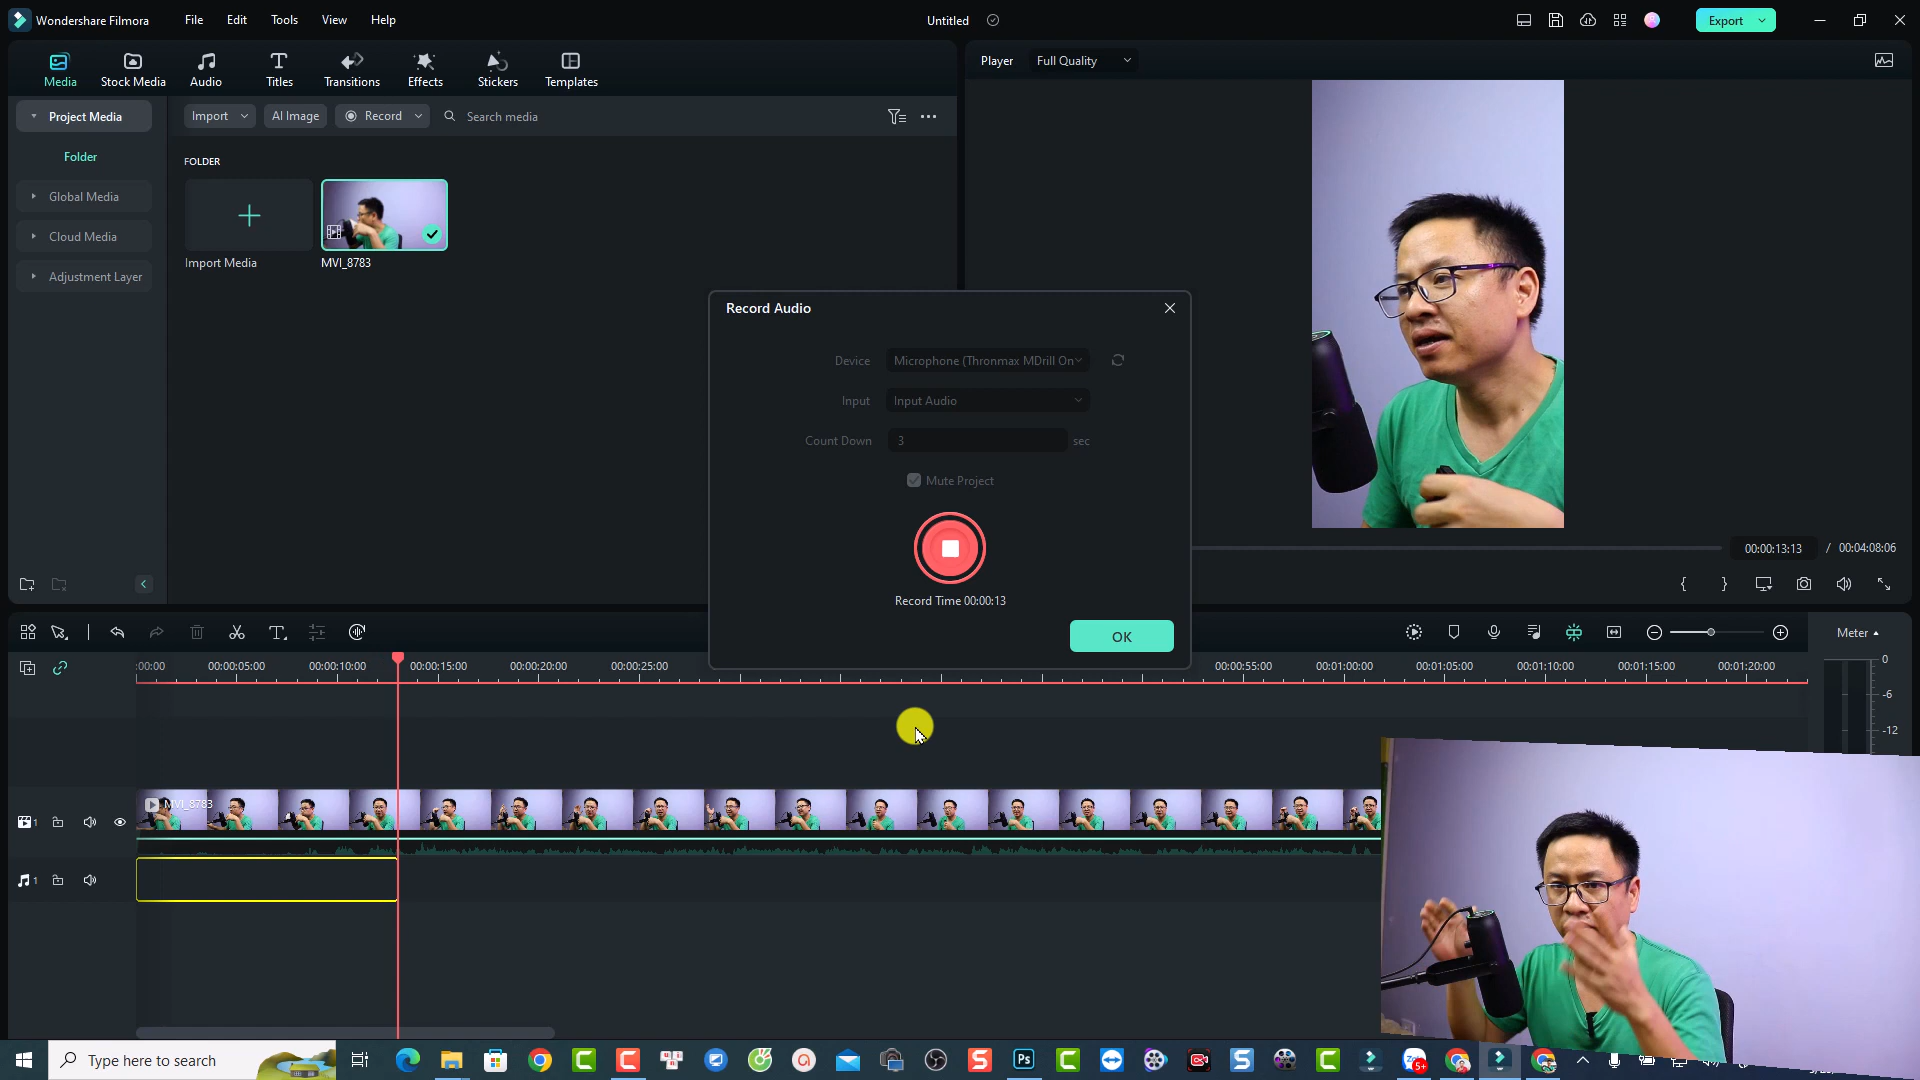 Wondershare Filmora
File Edit Tools View Help
Untitled
Export
Media
Stock Media
Audio
Titles
Transitions
Effects
Stickers
Templates
Player Full Quality
Project Media
Import
AI Image
Record
Search media
Folder
FOLDER
Global Media
Cloud Media
Adjustment Layer
Import Media
MVI_8783
Record Audio
Device Microphone (Thronmax MDrill On
Input Input Audio
Count Down 3 sec
Mute Project
Record Time 00:00:13
OK
00:00:13:13 / 00:04:08:06
Meter
:00:00 00:00:05:00 00:00:10:00 00:00:15:00 00:00:20:00 00:00:25:00 00:00:55:00 00:01:00:00 00:01:05:00 00:01:10:00 00:01:15:00 00:01:20:00
0
-6
-12
MVI_8783
1
1
Type here to search
Ps
5+